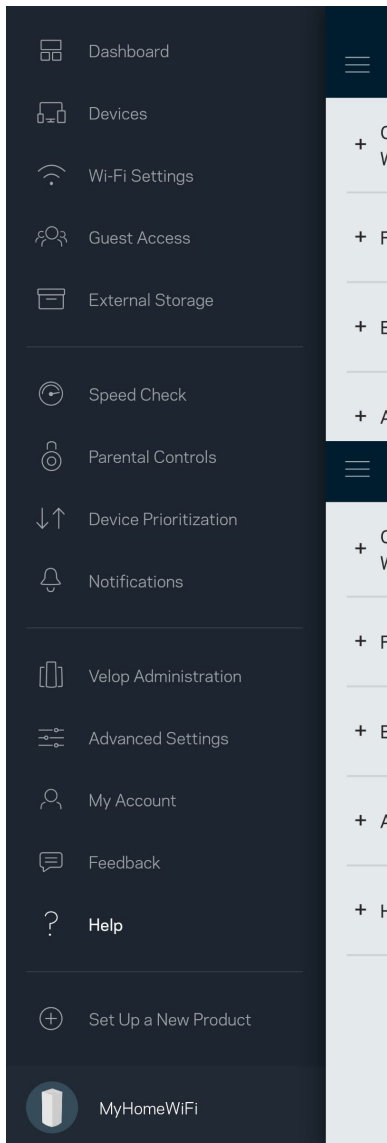 Dashboard
Devices
Wi-Fi Settings
Guest Access
External Storage
Speed Check
Parental Controls
Device Prioritization
Notifications
Velop Administration
Advanced Settings
My Account
Feedback
Help
Set Up a New Product
MyHomeWiFi